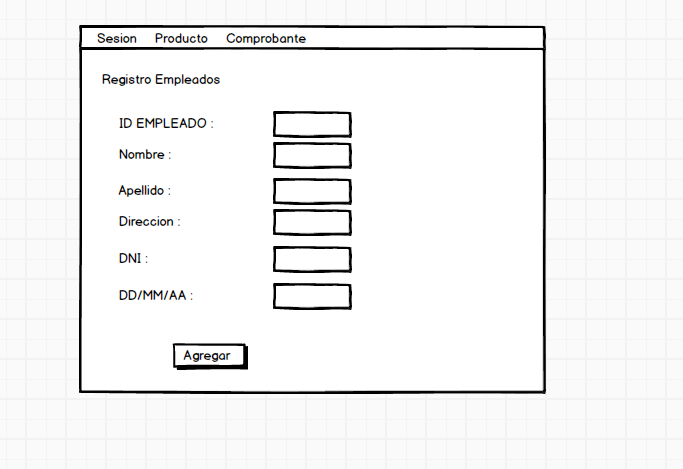 Sesion Producto Comprobante
Registro Empleados
ID EMPLEADO :
Nombre :
Apellido :
Direccion :
DNI :
DD/MM/AA :
Agregar